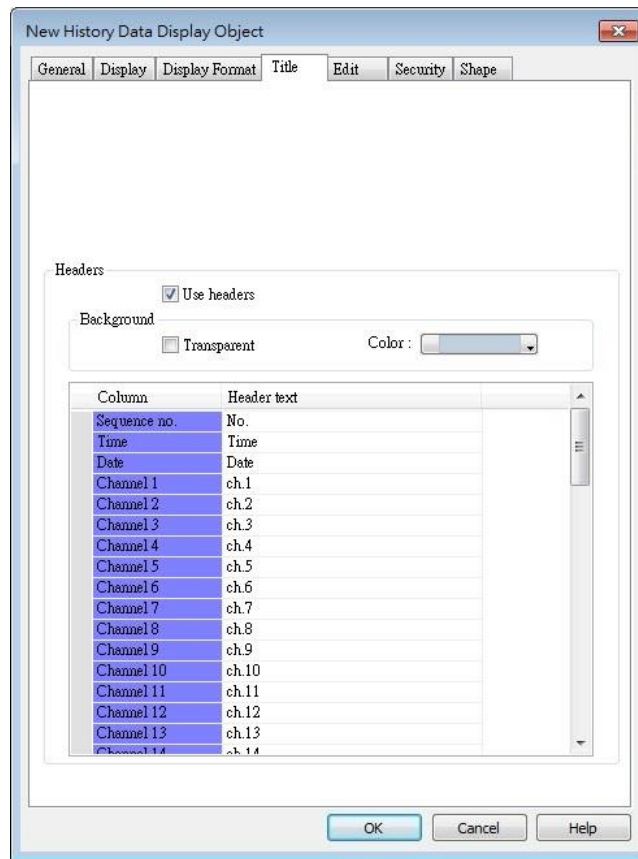 New History Data Display Object
General Display Display Format Title Edit Security Shape
Headers
Use headers
Background
Transparent Color :
Column Header text
Sequence no. No.
Time Time
Date Date
Channel 1 ch.1
Channel 2 ch.2
Channel 3 ch.3
Channel 4 ch.4
Channel 5 ch.5
Channel 6 ch.6
Channel 7 ch.7
Channel 8 ch.8
Channel 9 ch.9
Channel 10 ch.10
Channel 11 ch.11
Channel 12 ch.12
Channel 13 ch.13
Channel 14 ch.14
OK Cancel Help